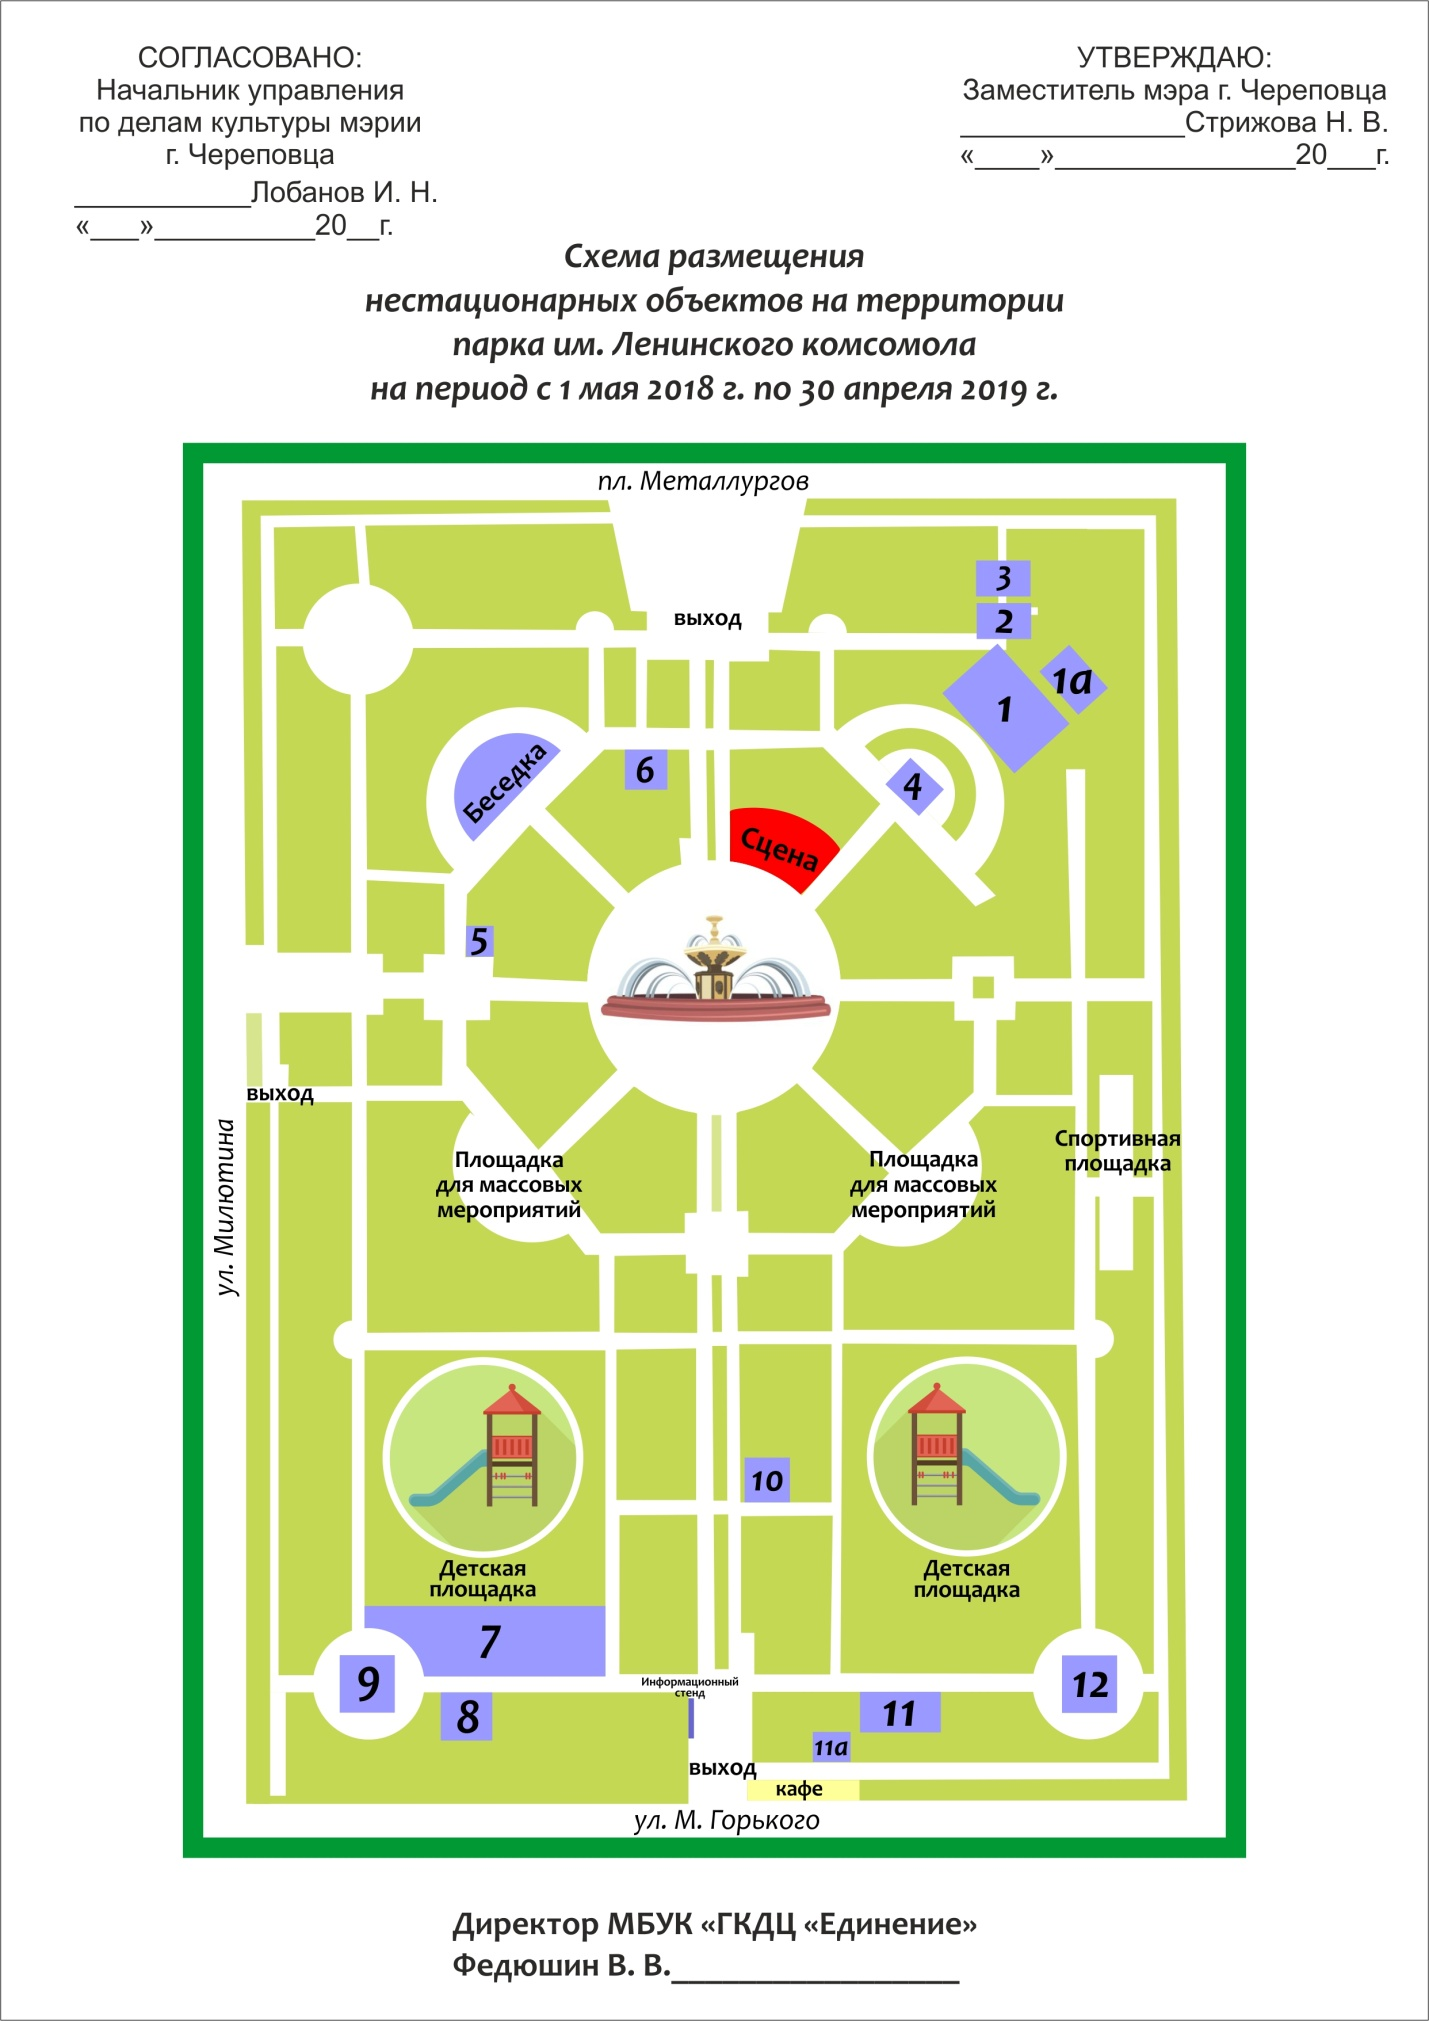 СОГЛАСОВАНО:
Начальник управления
по делам культуры мэрии
г. Череповца
___________Лобанов И. Н.
«___»__________20__г.
УТВЕРЖДАЮ:
Заместитель мэра г. Череповца
______________Стрижова Н. В.
«____»_______________20___г.
Схема размещения
нестационарных объектов на территории
парка им. Ленинского комсомола
на период с 1 мая 2018 г. по 30 апреля 2019 г.
пл. Металлургов
3
2
выход
1а
1
6
Беседка
4
Сцена
5
выход
ул. Милютина
Площадка
для массовых
мероприятий
Площадка
для массовых
мероприятий
Спортивная
площадка
10
Детская
площадка
Детская
площадка
7
9
8
Информационный
стенд
12
11
11а
выход
кафе
ул. М. Горького
Директор МБУК «ГКДЦ «Единение»
Федюшин В. В.__________________